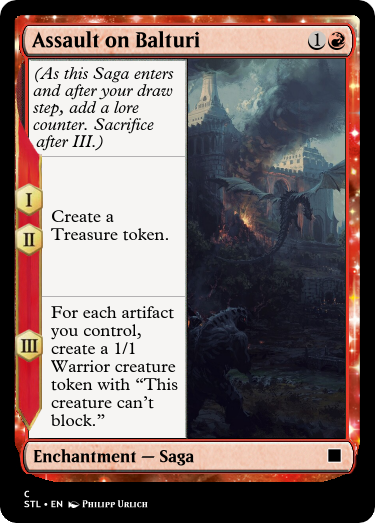 Assault on Balturi 1
(As this Saga enters
and after your draw
step, add a lore
counter. Sacrifice
after III.)
I
Create a
II
Treasure token.
For each artifact
you control,
III
create a 1/1
Warrior creature
token with “This
creature can't
block.”
Enchantment — Saga
C
STL • EN Philipp Urlich